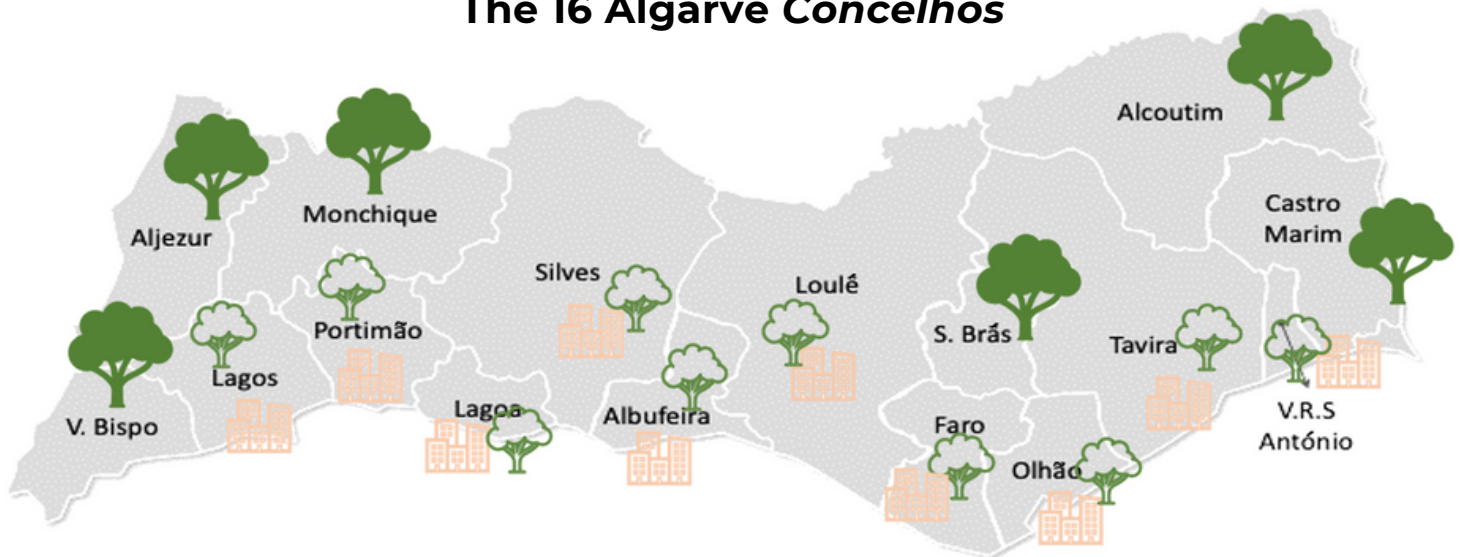 The 16 Algarve Concelhos
Alcoutim
Aljezur
Monchique
Castro
Marim
Silves
Loulé
Portimão
S. Brás
Tavira
Lagos
V. Bispo
Lagoa
Albufeira
Faro
V.R.S
António
Olhão